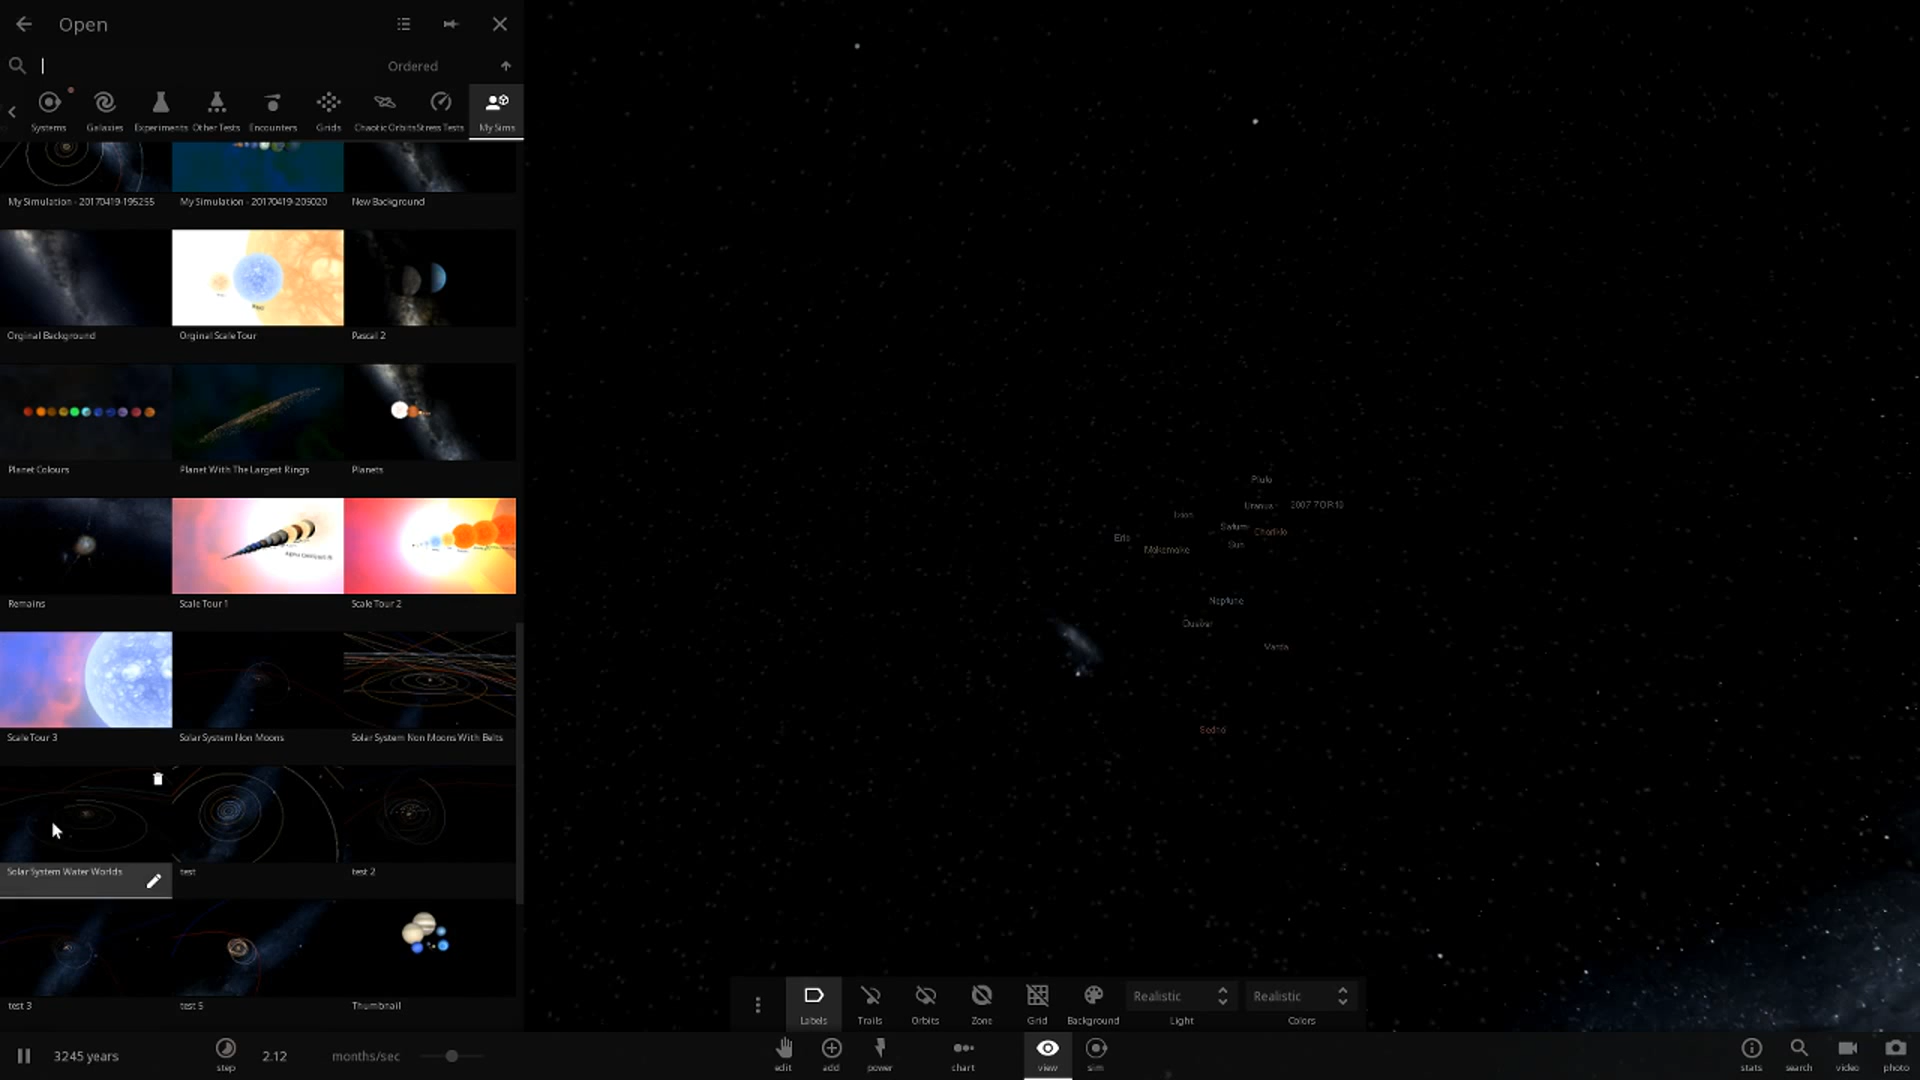 Open
Ordered
Systems
Galaxies
Experiments
Other Tests
Encounters
Grids
Chaotic Orbits
Stress Tests
My Sims
My Simulation - 20170419-195255
My Simulation - 20170419-205020
New Background
Orginal Background
Orginal Scale Tour
Pascal 2
Planet Colours
Planet With The Largest Rings
Planets
Remains
Scale Tour 1
Scale Tour 2
Scale Tour 3
Solar System Non Moons
Solar System Non Moons With Belts
Solar System Water Worlds
test
test 2
test 3
test 5
Thumbnail
Pluto
Uranus
Ixion
Saturn
Chariklo
Eris
Sun
Makemake
Neptune
Quaoar
Varda
Sedna
Labels
Trails
Orbits
Zone
Grid
Background
Realistic
Light
Realistic
Colors
3245 years
step
2.12
months/sec
edit
add
power
chart
view
sim
stats
search
video
photo